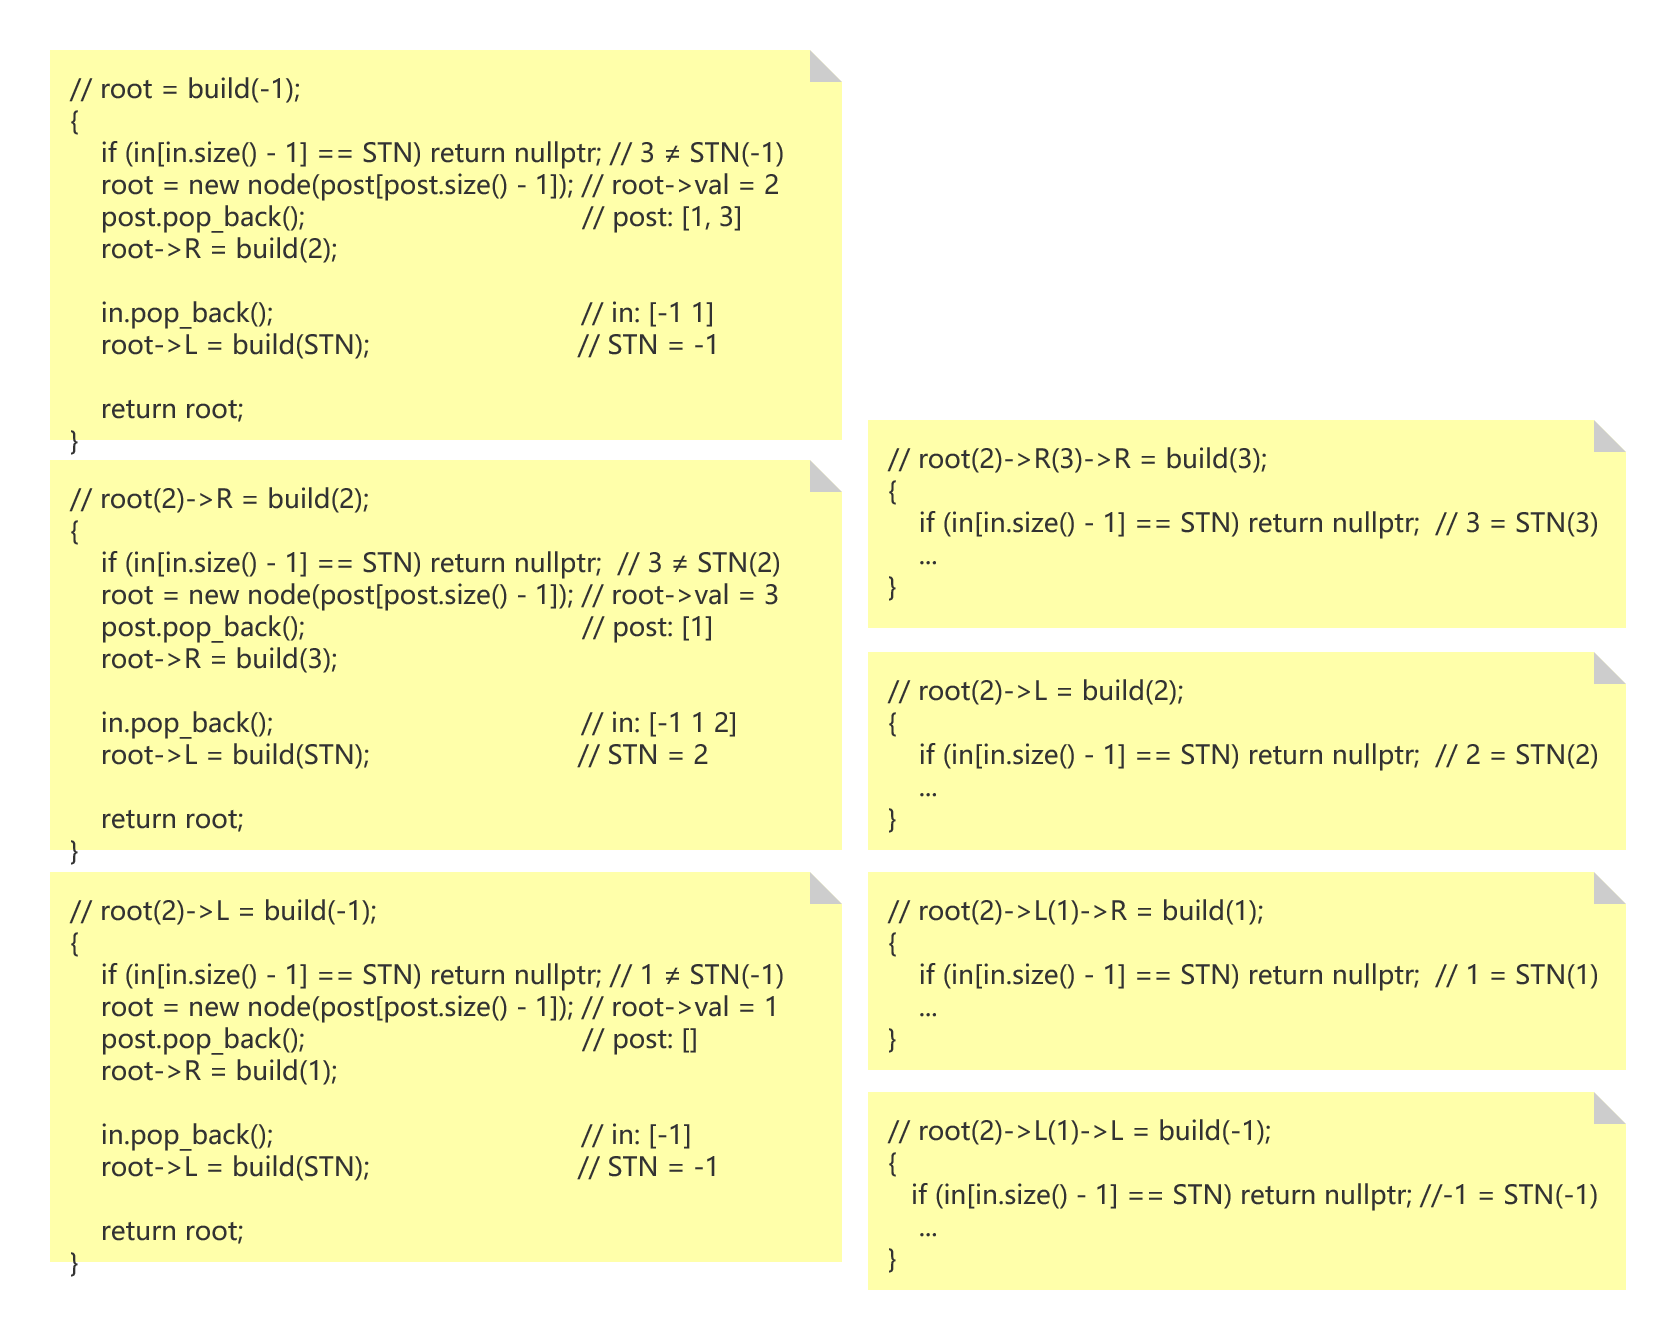 // root = build(-1);
{
if (in[in.size() - 1] == STN) return nullptr; // 3 ≠ STN(-1)
root = new node(post[post.size() - 1]); // root->val = 2
post.pop_back(); // post: [1, 3]
root->R = build(2);
in.pop_back(); // in: [-1 1]
root->L = build(STN); // STN = -1
return root;
}
// root(2)->R = build(2);
{
if (in[in.size() - 1] == STN) return nullptr; // 3 ≠ STN(2)
root = new node(post[post.size() - 1]); // root->val = 3
post.pop_back(); // post: [1]
root->R = build(3);
in.pop_back(); // in: [-1 1 2]
root->L = build(STN); // STN = 2
return root;
}
// root(2)->L = build(-1);
{
if (in[in.size() - 1] == STN) return nullptr; // 1 ≠ STN(-1)
root = new node(post[post.size() - 1]); // root->val = 1
post.pop_back(); // post: []
root->R = build(1);
in.pop_back(); // in: [-1]
root->L = build(STN); // STN = -1
return root;
}
// root(2)->R(3)->R = build(3);
{
if (in[in.size() - 1] == STN) return nullptr; // 3 = STN(3)
...
}
// root(2)->L = build(2);
{
if (in[in.size() - 1] == STN) return nullptr; // 2 = STN(2)
...
}
// root(2)->L(1)->R = build(1);
{
if (in[in.size() - 1] == STN) return nullptr; // 1 = STN(1)
...
}
// root(2)->L(1)->L = build(-1);
{
if (in[in.size() - 1] == STN) return nullptr; //-1 = STN(-1)
...
}